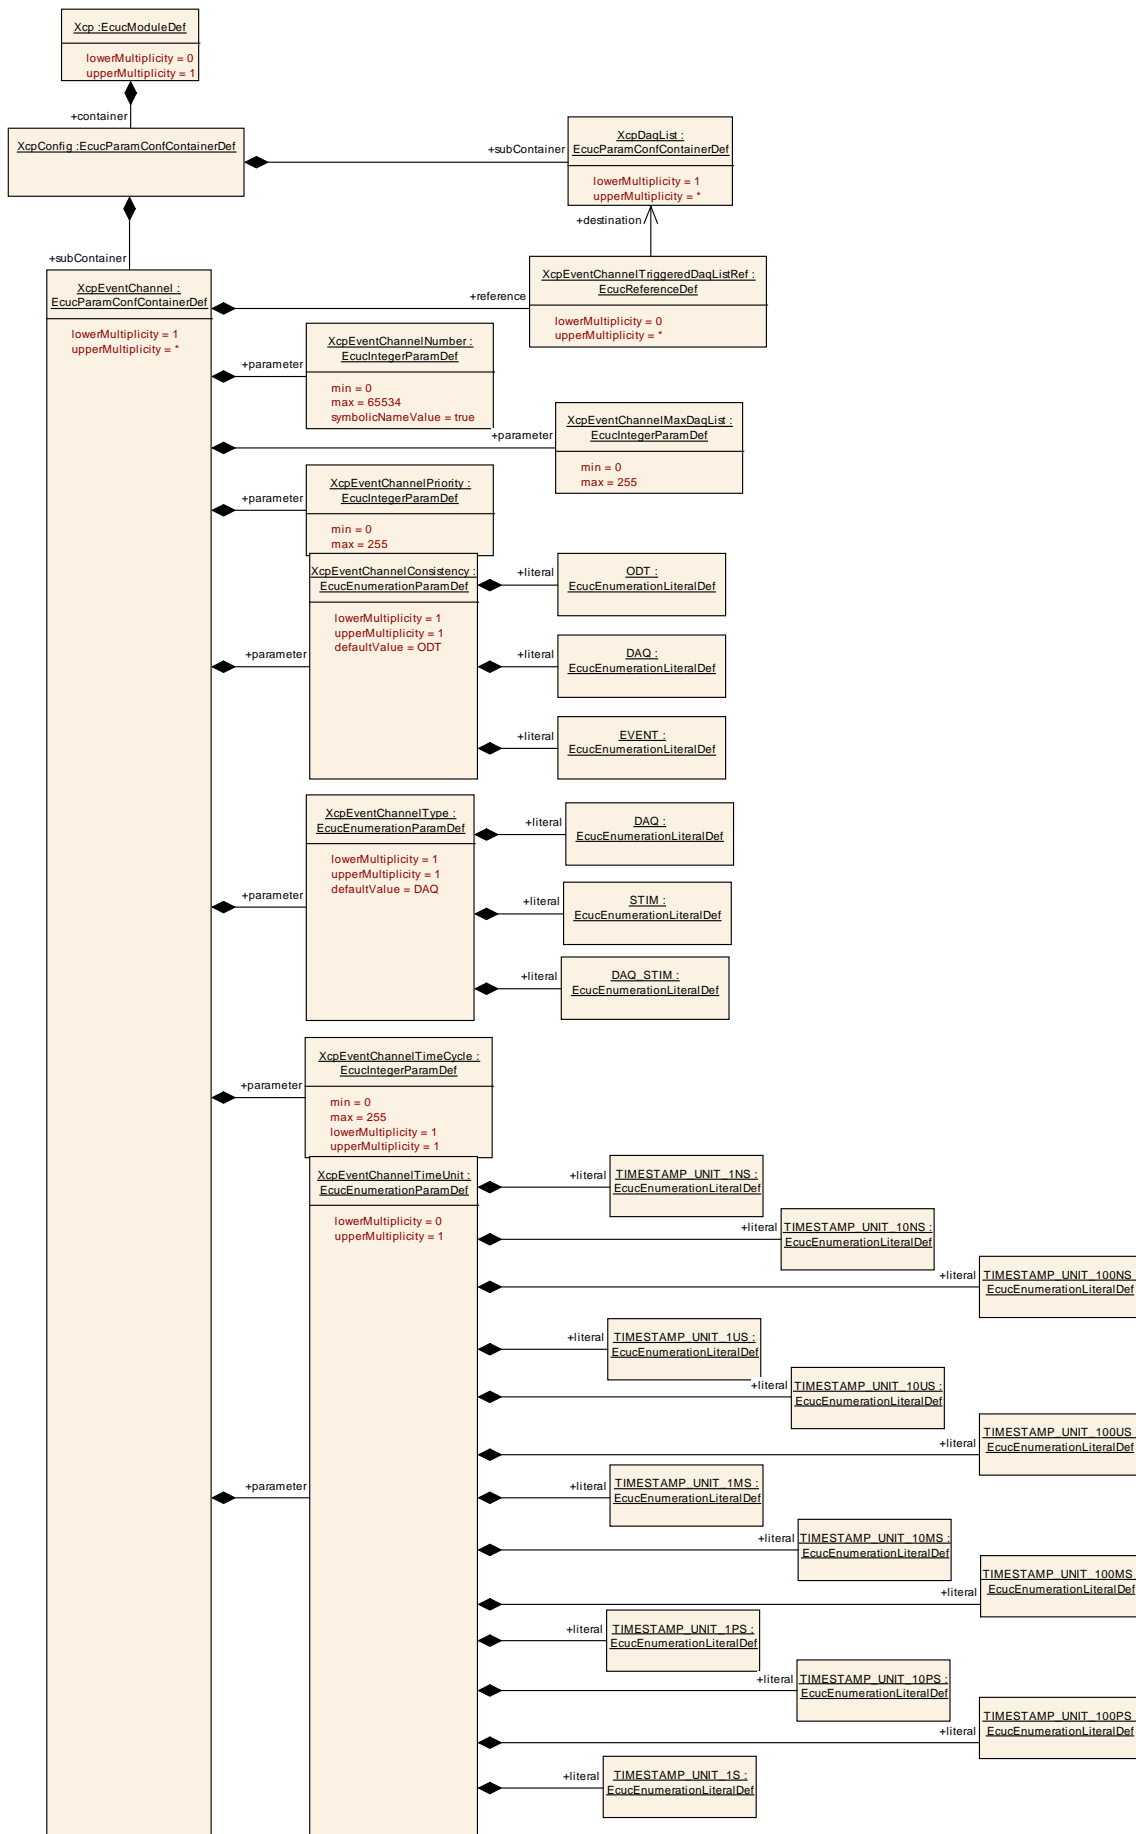 Xcp :EcucModuleDef
lowerMultiplicity = 0
upperMultiplicity = 1
+container
XcpConfig :EcucParamConfContainerDef
+subContainer
XcpDaqList :
EcucParamConfContainerDef
lowerMultiplicity = 1
upperMultiplicity = *
+destination
+subContainer
XcpEventChannel :
EcucParamConfContainerDef
lowerMultiplicity = 1
upperMultiplicity = *
+reference
XcpEventChannelTriggeredDaqListRef :
EcucReferenceDef
lowerMultiplicity = 0
upperMultiplicity = *
+parameter
XcpEventChannelNumber :
EcucIntegerParamDef
min = 0
max = 65534
symbolicNameValue = true
+parameter
XcpEventChannelMaxDaqList :
EcucIntegerParamDef
min = 0
max = 255
+parameter
XcpEventChannelPriority :
EcucIntegerParamDef
min = 0
max = 255
+parameter
XcpEventChannelConsistency :
EcucEnumerationParamDef
lowerMultiplicity = 1
upperMultiplicity = 1
defaultValue = ODT
+literal
ODT :
EcucEnumerationLiteralDef
+literal
DAQ :
EcucEnumerationLiteralDef
+literal
EVENT :
EcucEnumerationLiteralDef
+parameter
XcpEventChannelType :
EcucEnumerationParamDef
lowerMultiplicity = 1
upperMultiplicity = 1
defaultValue = DAQ
+literal
DAQ :
EcucEnumerationLiteralDef
+literal
STIM :
EcucEnumerationLiteralDef
+literal
DAQ_STIM :
EcucEnumerationLiteralDef
+parameter
XcpEventChannelTimeCycle :
EcucIntegerParamDef
min = 0
max = 255
lowerMultiplicity = 1
upperMultiplicity = 1
+parameter
XcpEventChannelTimeUnit :
EcucEnumerationParamDef
lowerMultiplicity = 0
upperMultiplicity = 1
+literal
TIMESTAMP_UNIT_1NS :
EcucEnumerationLiteralDef
+literal
TIMESTAMP_UNIT_10NS :
EcucEnumerationLiteralDef
+literal
TIMESTAMP_UNIT_100NS :
EcucEnumerationLiteralDef
+literal
TIMESTAMP_UNIT_1US :
EcucEnumerationLiteralDef
+literal
TIMESTAMP_UNIT_10US :
EcucEnumerationLiteralDef
+literal
TIMESTAMP_UNIT_100US :
EcucEnumerationLiteralDef
+literal
TIMESTAMP_UNIT_1MS :
EcucEnumerationLiteralDef
+literal
TIMESTAMP_UNIT_10MS :
EcucEnumerationLiteralDef
+literal
TIMESTAMP_UNIT_100MS :
EcucEnumerationLiteralDef
+literal
TIMESTAMP_UNIT_1PS :
EcucEnumerationLiteralDef
+literal
TIMESTAMP_UNIT_10PS :
EcucEnumerationLiteralDef
+literal
TIMESTAMP_UNIT_100PS :
EcucEnumerationLiteralDef
+literal
TIMESTAMP_UNIT_1S :
EcucEnumerationLiteralDef